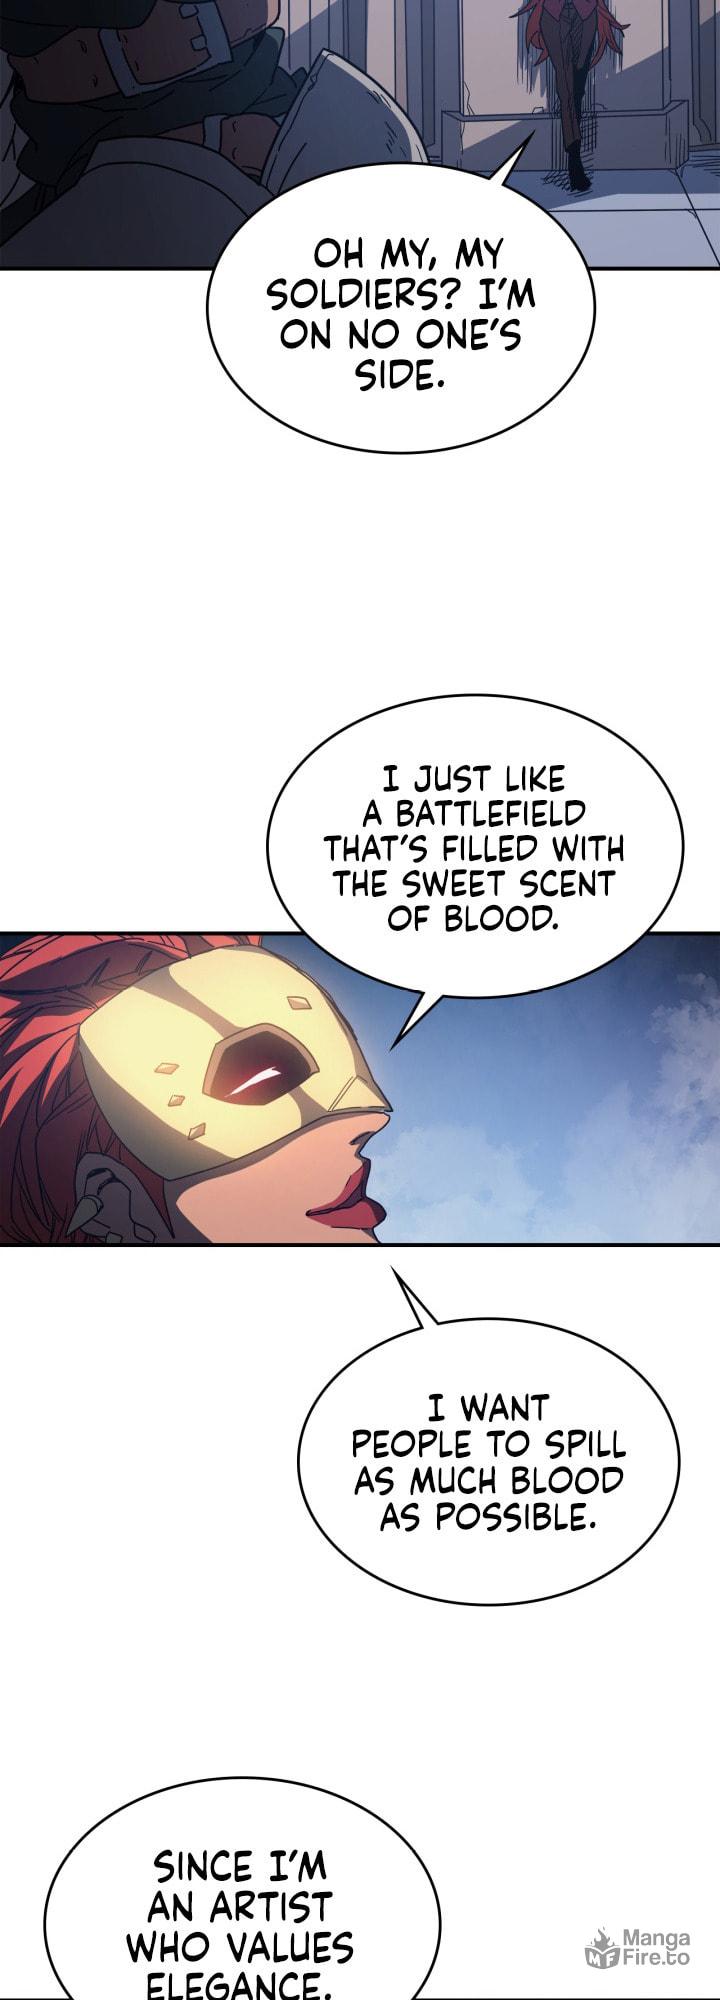 OH MY, MY
SOLDIERS? I'M
ON NO ONE'S
SIDE.
I JUST LIKE
A BATTLEFIELD
THAT'S FILLED WITH
THE SWEET SCENT
OF BLOOD.
I WANT
PEOPLE TO SPILL
AS MUCH BLOOD
AS POSSIBLE.
SINCE I'M
AN ARTIST
WHO VALUES
ELEGANCE.
Manga
MF Fire.to